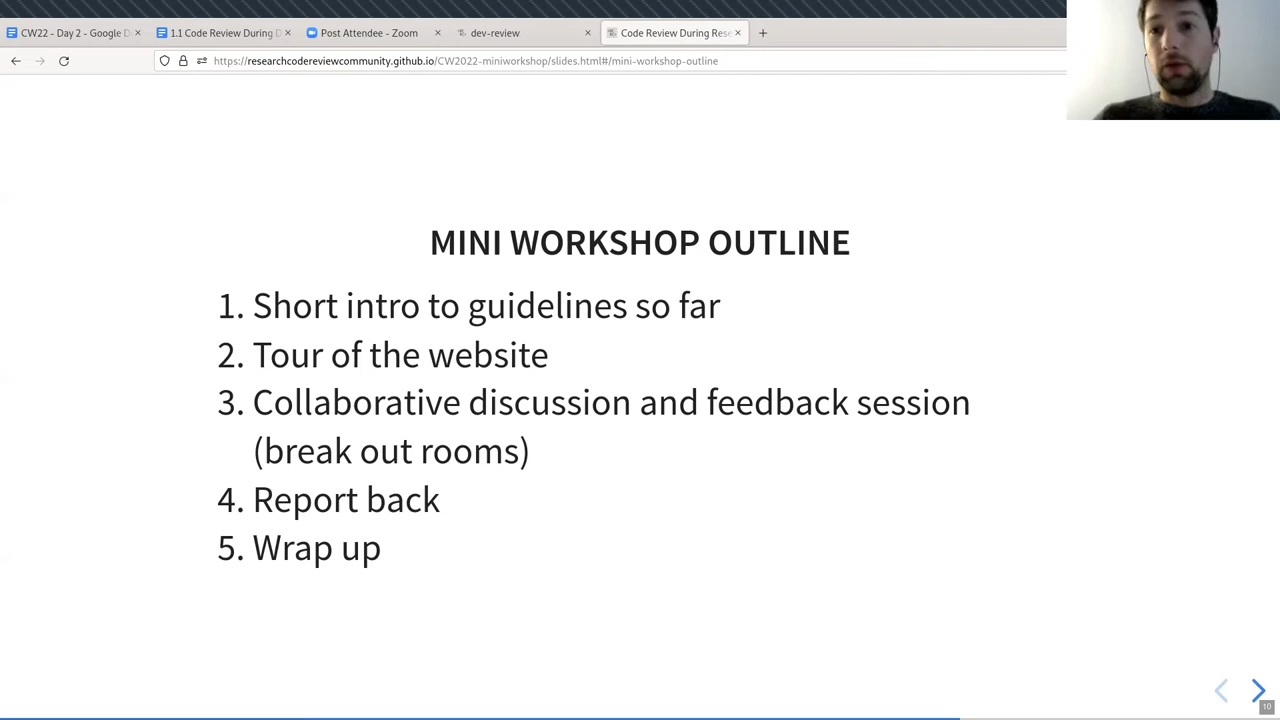 CW22 - Day 2 - Google D
1.1 Code Review During D
Post Attendee - Zoom
dev-review
Code Review During Rese
https://researchcodereviewcommunity.github.io/CW2022-miniworkshop/slides.html#/mini-workshop-outline
MINI WORKSHOP OUTLINE
1. Short intro to guidelines so far
2. Tour of the website
3. Collaborative discussion and feedback session
(break out rooms)
4. Report back
5. Wrap up
10